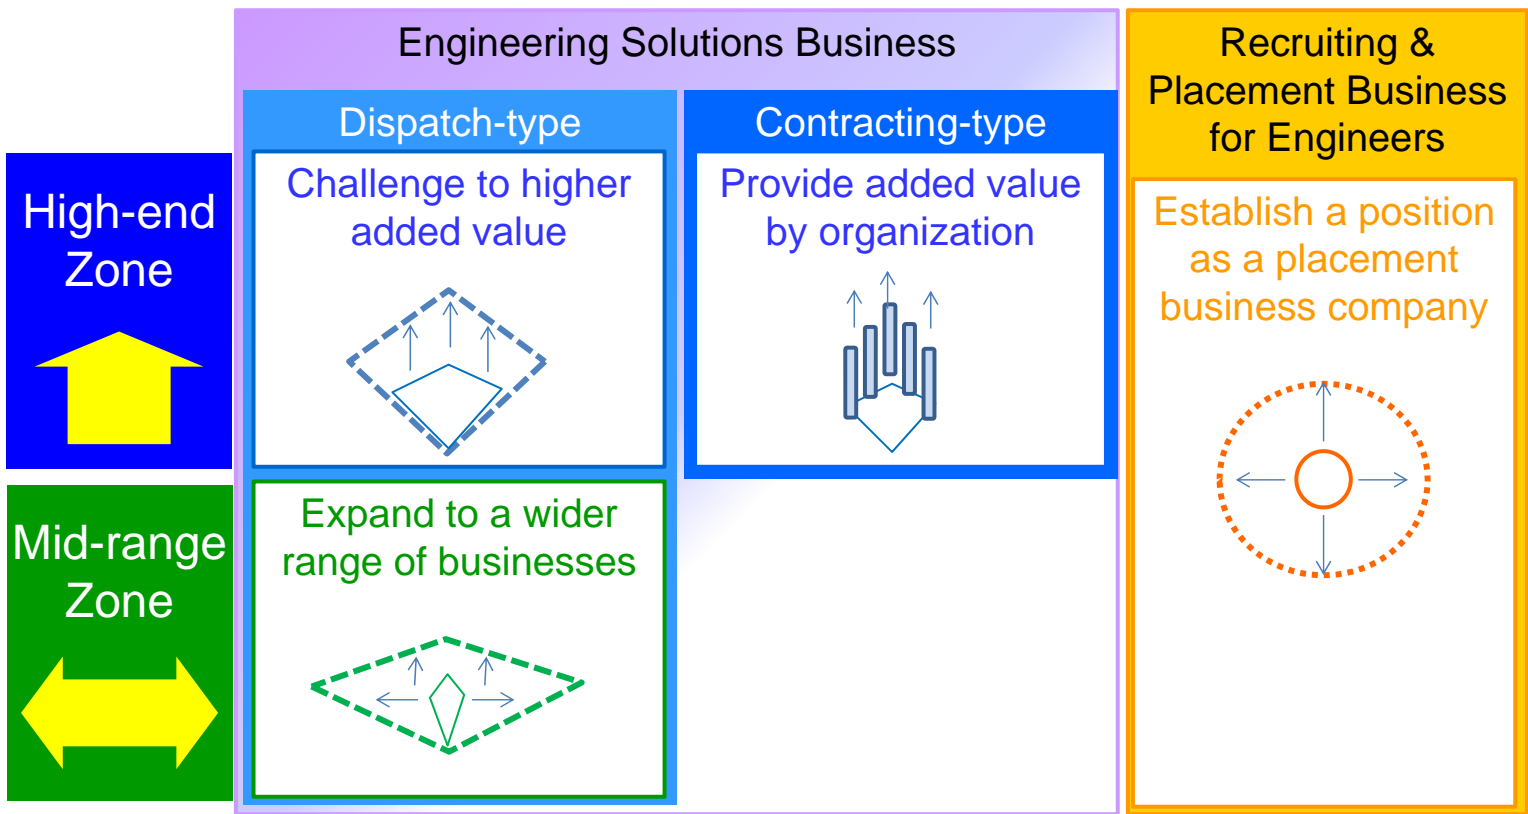 Engineering Solutions Business
Recruiting &
Placement Business
for Engineers
Dispatch-type
Contracting-type
High-end
Zone
Challenge to higher
added value
Provide added value
by organization
Establish a position
as a placement
business company
Mid-range
Zone
Expand to a wider
range of businesses